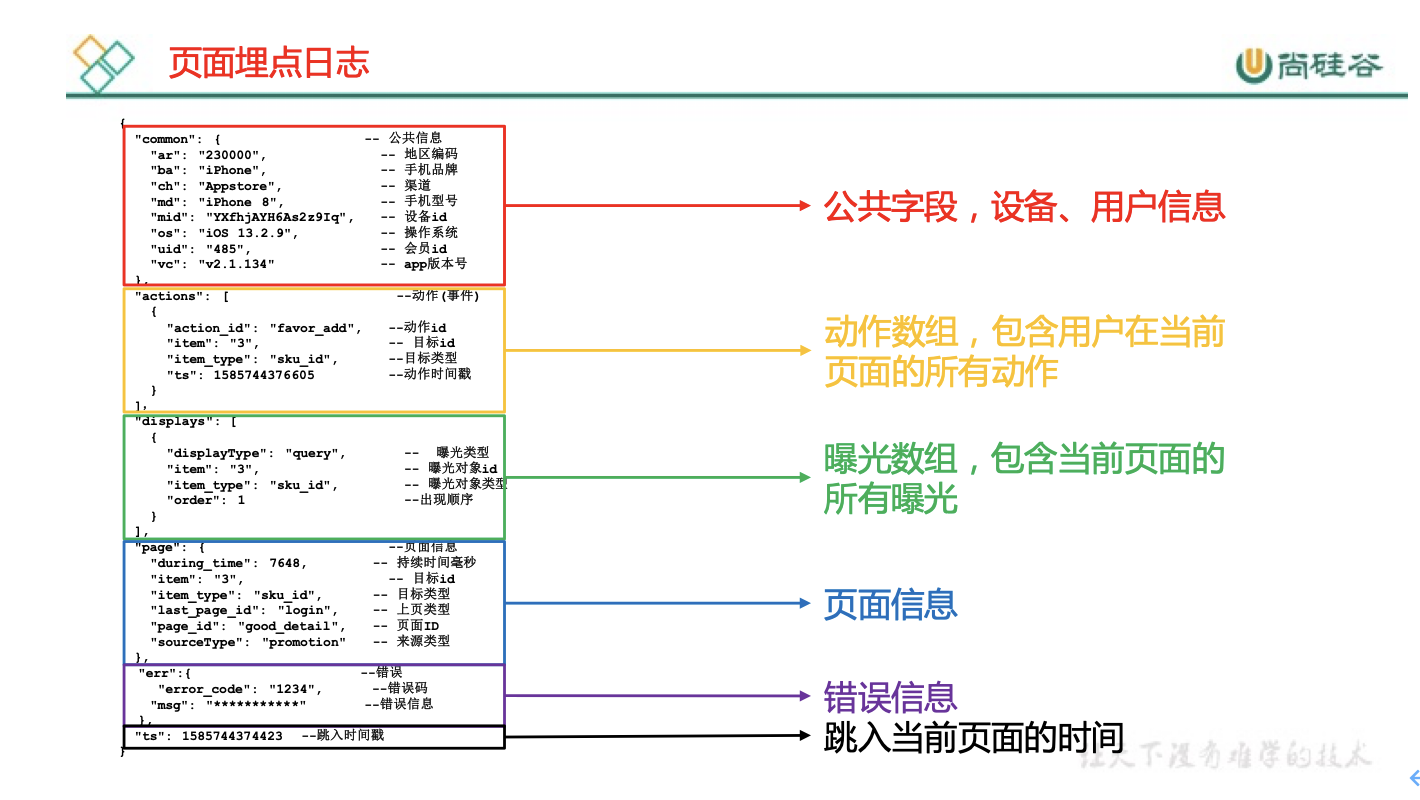 页面埋点日志
尚硅谷
{
"common": { -- 公共信息
"ar": "230000", -- 地区编码
"ba": "iPhone", -- 手机品牌
"ch": "Appstore", -- 渠道
"md": "iPhone 8", -- 手机型号
"mid": "YXfhjAYH6As2z9Iq", -- 设备id
"os": "iOS 13.2.9", -- 操作系统
"uid": "485", -- 会员id
"vc": "v2.1.134" -- app版本号
},
公共字段，设备、用户信息
"actions": [ --动作(事件)
{
"action_id": "favor_add", --动作id
"item": "3", -- 目标id
"item_type": "sku_id", --目标类型
"ts": 1585744376605 --动作时间戳
}
],
动作数组，包含用户在当前
页面的所有动作
"displays": [
{
"displayType": "query", -- 曝光类型
"item": "3", -- 曝光对象id
"item_type": "sku_id", -- 曝光对象类型
"order": 1 --出现顺序
}
],
曝光数组，包含当前页面的
所有曝光
"page": { --页面信息
"during_time": 7648, -- 持续时间毫秒
"item": "3", -- 目标id
"item_type": "sku_id", -- 目标类型
"last_page_id": "login", -- 上页类型
"page_id": "good_detail", -- 页面ID
"sourceType": "promotion" -- 来源类型
},
页面信息
"err":{ --错误
"error_code": "1234", --错误码
"msg": "***********" --错误信息
},
错误信息
"ts": 1585744374423 --跳入时间戳
}
跳入当前页面的时间
让天下没有难学的技术